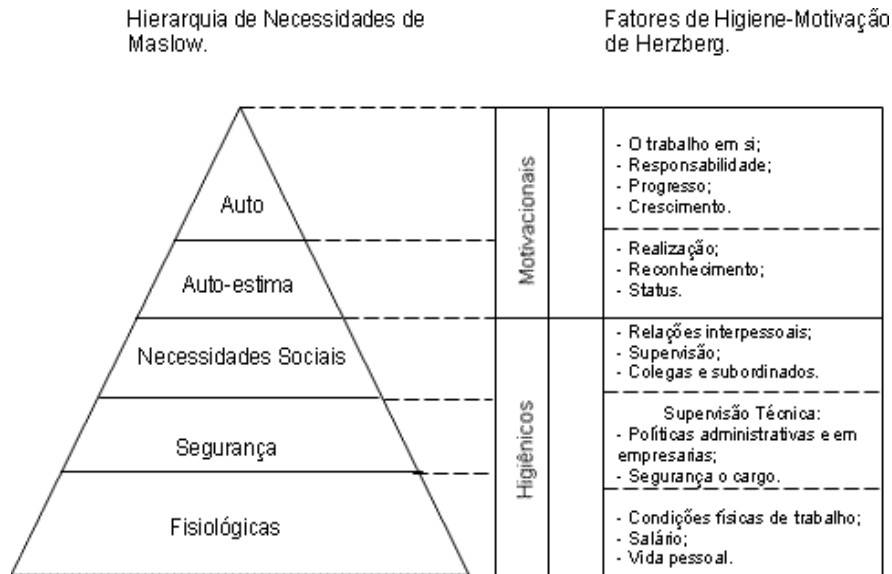 Hierarquia de Necessidades de
Maslow.
Fatores de Higiene-Motivação
de Herzberg.
Auto
Auto-estima
Necessidades Sociais
Segurança
Fisiológicas
Motivacionais
Higiênicos
- O trabalho em si;
- Responsabilidade;
- Progresso;
- Crescimento.
- Realização;
- Reconhecimento;
- Status.
- Relações interpessoais;
- Supervisão;
- Colegas e subordinados.
Supervisão Técnica:
- Políticas administrativas e em
empresarias;
- Segurança o cargo.
- Condições físicas de trabalho;
- Salário;
- Vida pessoal.